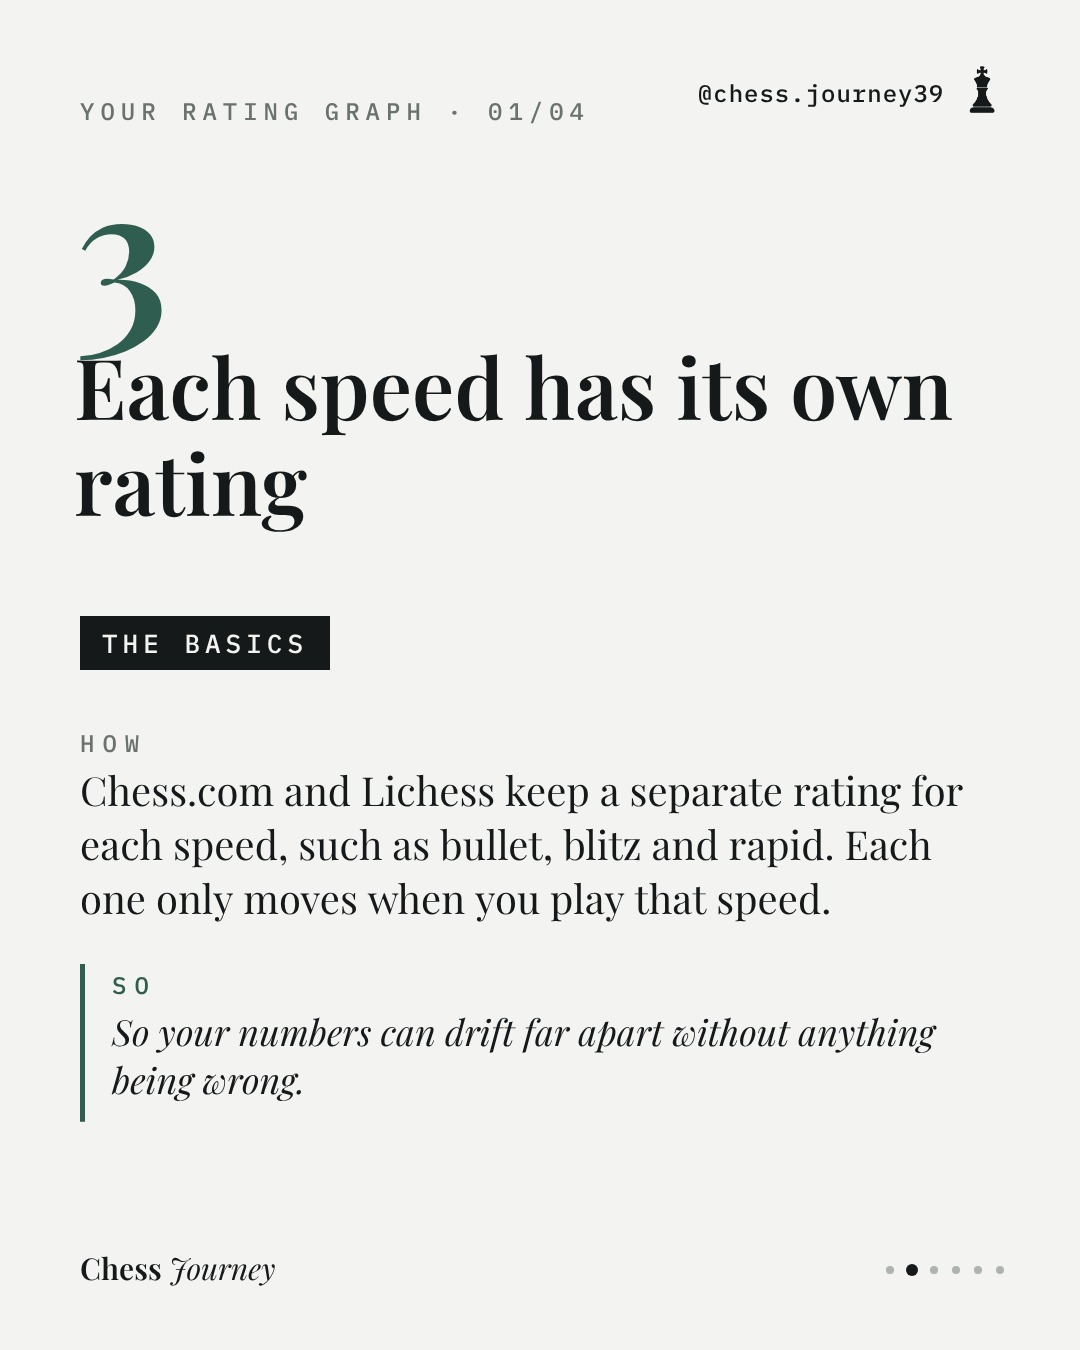 YOUR RATING GRAPH · 01/04
@chess.journey39
3
Each speed has its own
rating
THE BASICS
HOW
Chess.com and Lichess keep a separate rating for
each speed, such as bullet, blitz and rapid. Each
one only moves when you play that speed.
SO
So your numbers can drift far apart without anything
being wrong.
Chess Journey